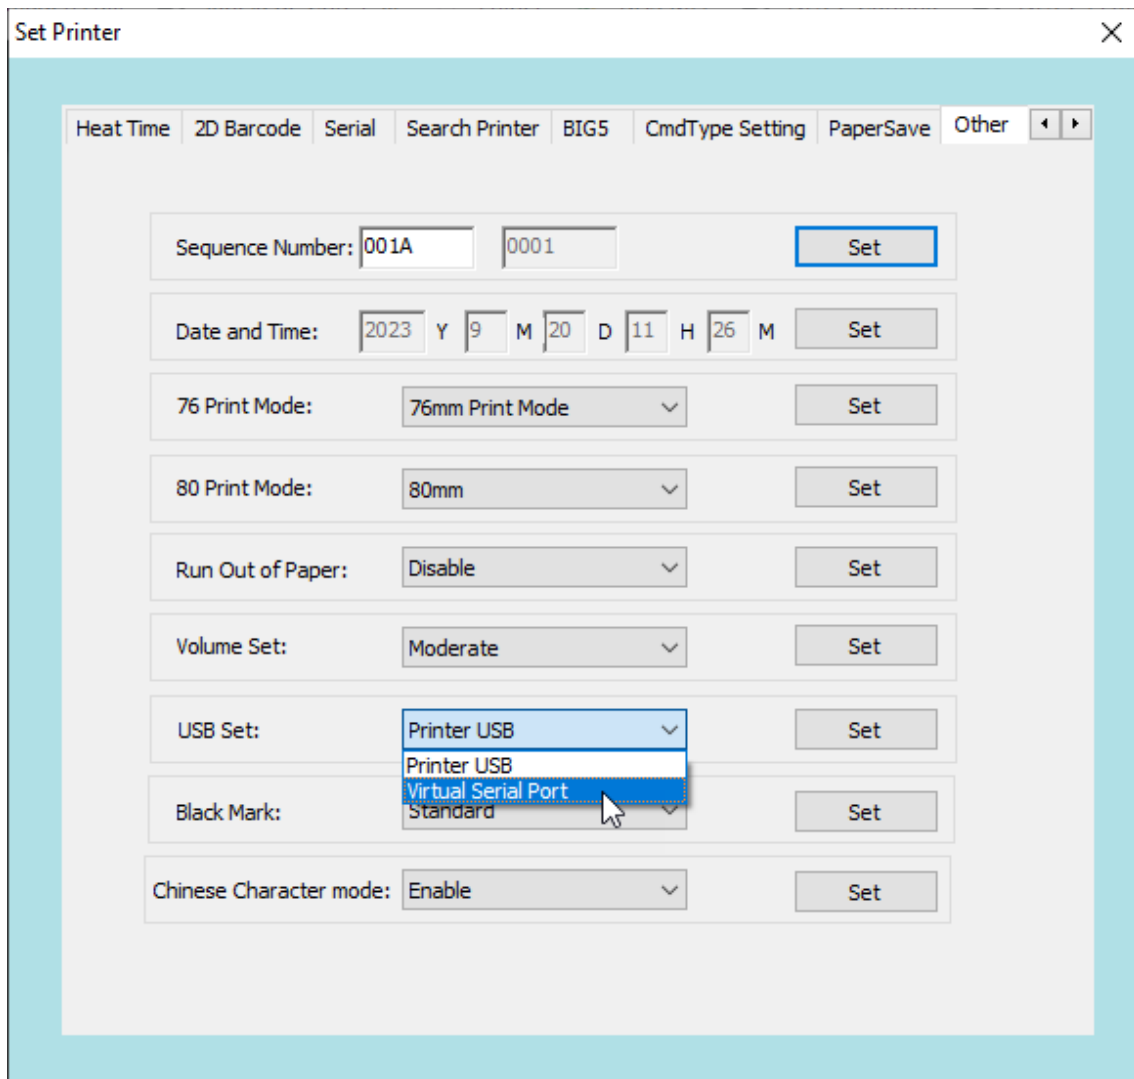 Set Printer
Heat Time 2D Barcode Serial Search Printer BIG5 CmdType Setting PaperSave Other
Sequence Number: 001A 0001 Set
Date and Time: 2023 Y 9 M 20 D 11 H 26 M Set
76 Print Mode: 76mm Print Mode Set
80 Print Mode: 80mm Set
Run Out of Paper: Disable Set
Volume Set: Moderate Set
USB Set: Printer USB Set
Printer USB
Virtual Serial Port
Black Mark: Standard Set
Chinese Character mode: Enable Set